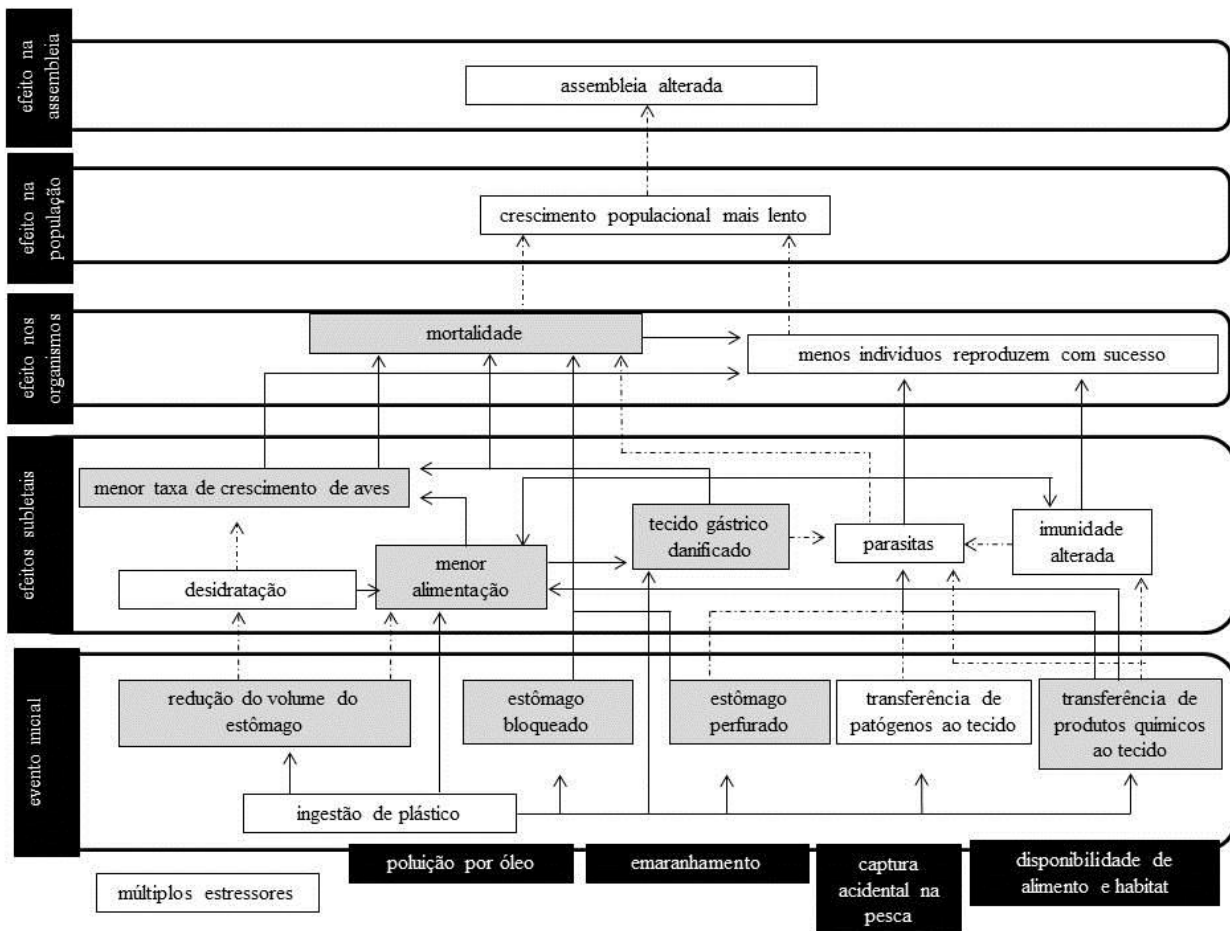 efeito na
assembleia
assembleia alterada
efeito na
população
crescimento populacional mais lento
efeito nos
organismos
mortalidade
menos indivíduos reproduzem com sucesso
efeitos subletais
menor taxa de crescimento de aves
tecido gástrico
danificado
parasitas
imunidade
alterada
desidratação
menor
alimentação
evento inicial
redução do volume do
estômago
estômago
bloqueado
estômago
perfurado
transferência de
patógenos ao tecido
transferência de
produtos químicos
ao tecido
ingestão de plástico
múltiplos estressores
poluição por óleo
emaranhamento
captura
acidental na
pesca
disponibilidade de
alimento e habitat